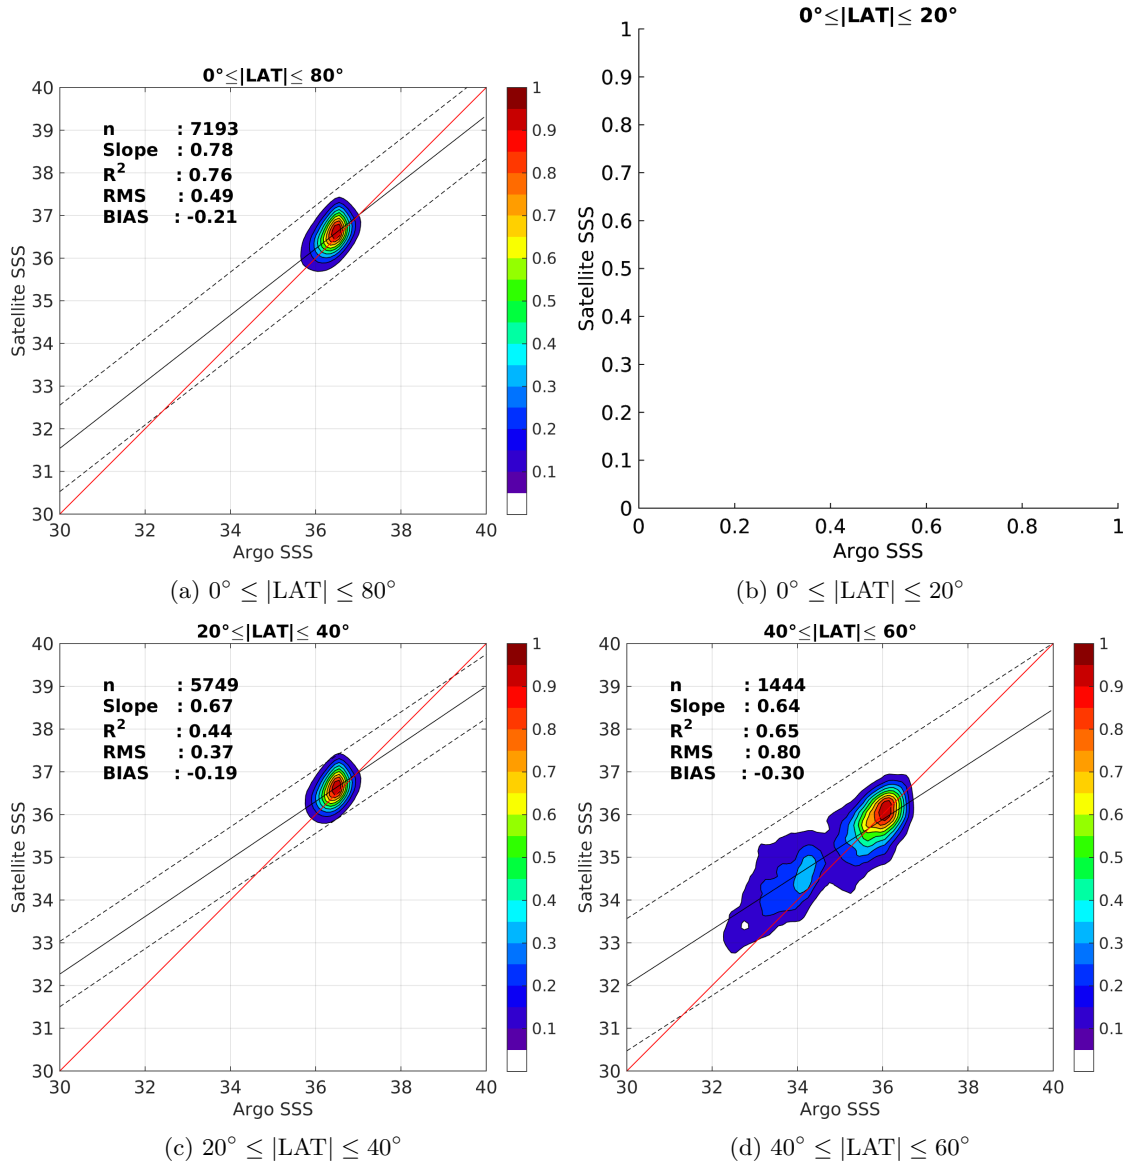 0°≤|LAT|≤ 80°
40
39
38
37
36
35
34
33
32
31
30
Satellite SSS
n : 7193
Slope : 0.78
R² : 0.76
RMS : 0.49
BIAS : -0.21
30 32 34 36 38 40
Argo SSS
1
0.9
0.8
0.7
0.6
0.5
0.4
0.3
0.2
0.1
(a) 0° ≤ |LAT| ≤ 80°
0°≤|LAT|≤ 20°
1
0.9
0.8
0.7
0.6
0.5
0.4
0.3
0.2
0.1
0
Satellite SSS
0 0.2 0.4 0.6 0.8 1
Argo SSS
(b) 0° ≤ |LAT| ≤ 20°
20°≤|LAT|≤ 40°
40
39
38
37
36
35
34
33
32
31
30
Satellite SSS
n : 5749
Slope : 0.67
R² : 0.44
RMS : 0.37
BIAS : -0.19
30 32 34 36 38 40
Argo SSS
1
0.9
0.8
0.7
0.6
0.5
0.4
0.3
0.2
0.1
(c) 20° ≤ |LAT| ≤ 40°
40°≤|LAT|≤ 60°
40
39
38
37
36
35
34
33
32
31
30
Satellite SSS
n : 1444
Slope : 0.64
R² : 0.65
RMS : 0.80
BIAS : -0.30
30 32 34 36 38 40
Argo SSS
1
0.9
0.8
0.7
0.6
0.5
0.4
0.3
0.2
0.1
(d) 40° ≤ |LAT| ≤ 60°